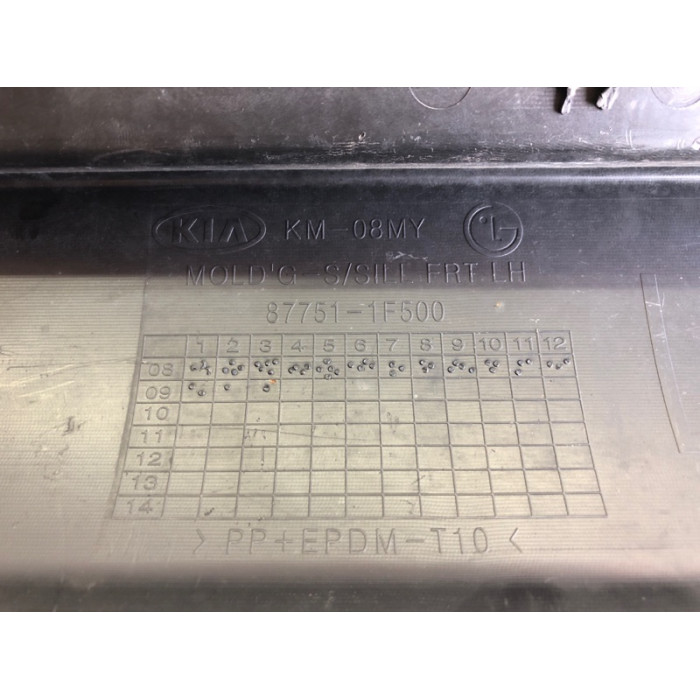 KIA KM-08MY LG
MOLD'G S/SILL FRT LH
87751-1F500
1 2 3 4 5 6 7 8 9 10 11 12
08
09
10
11
12
13
14
> PP+EPDM-T10 <